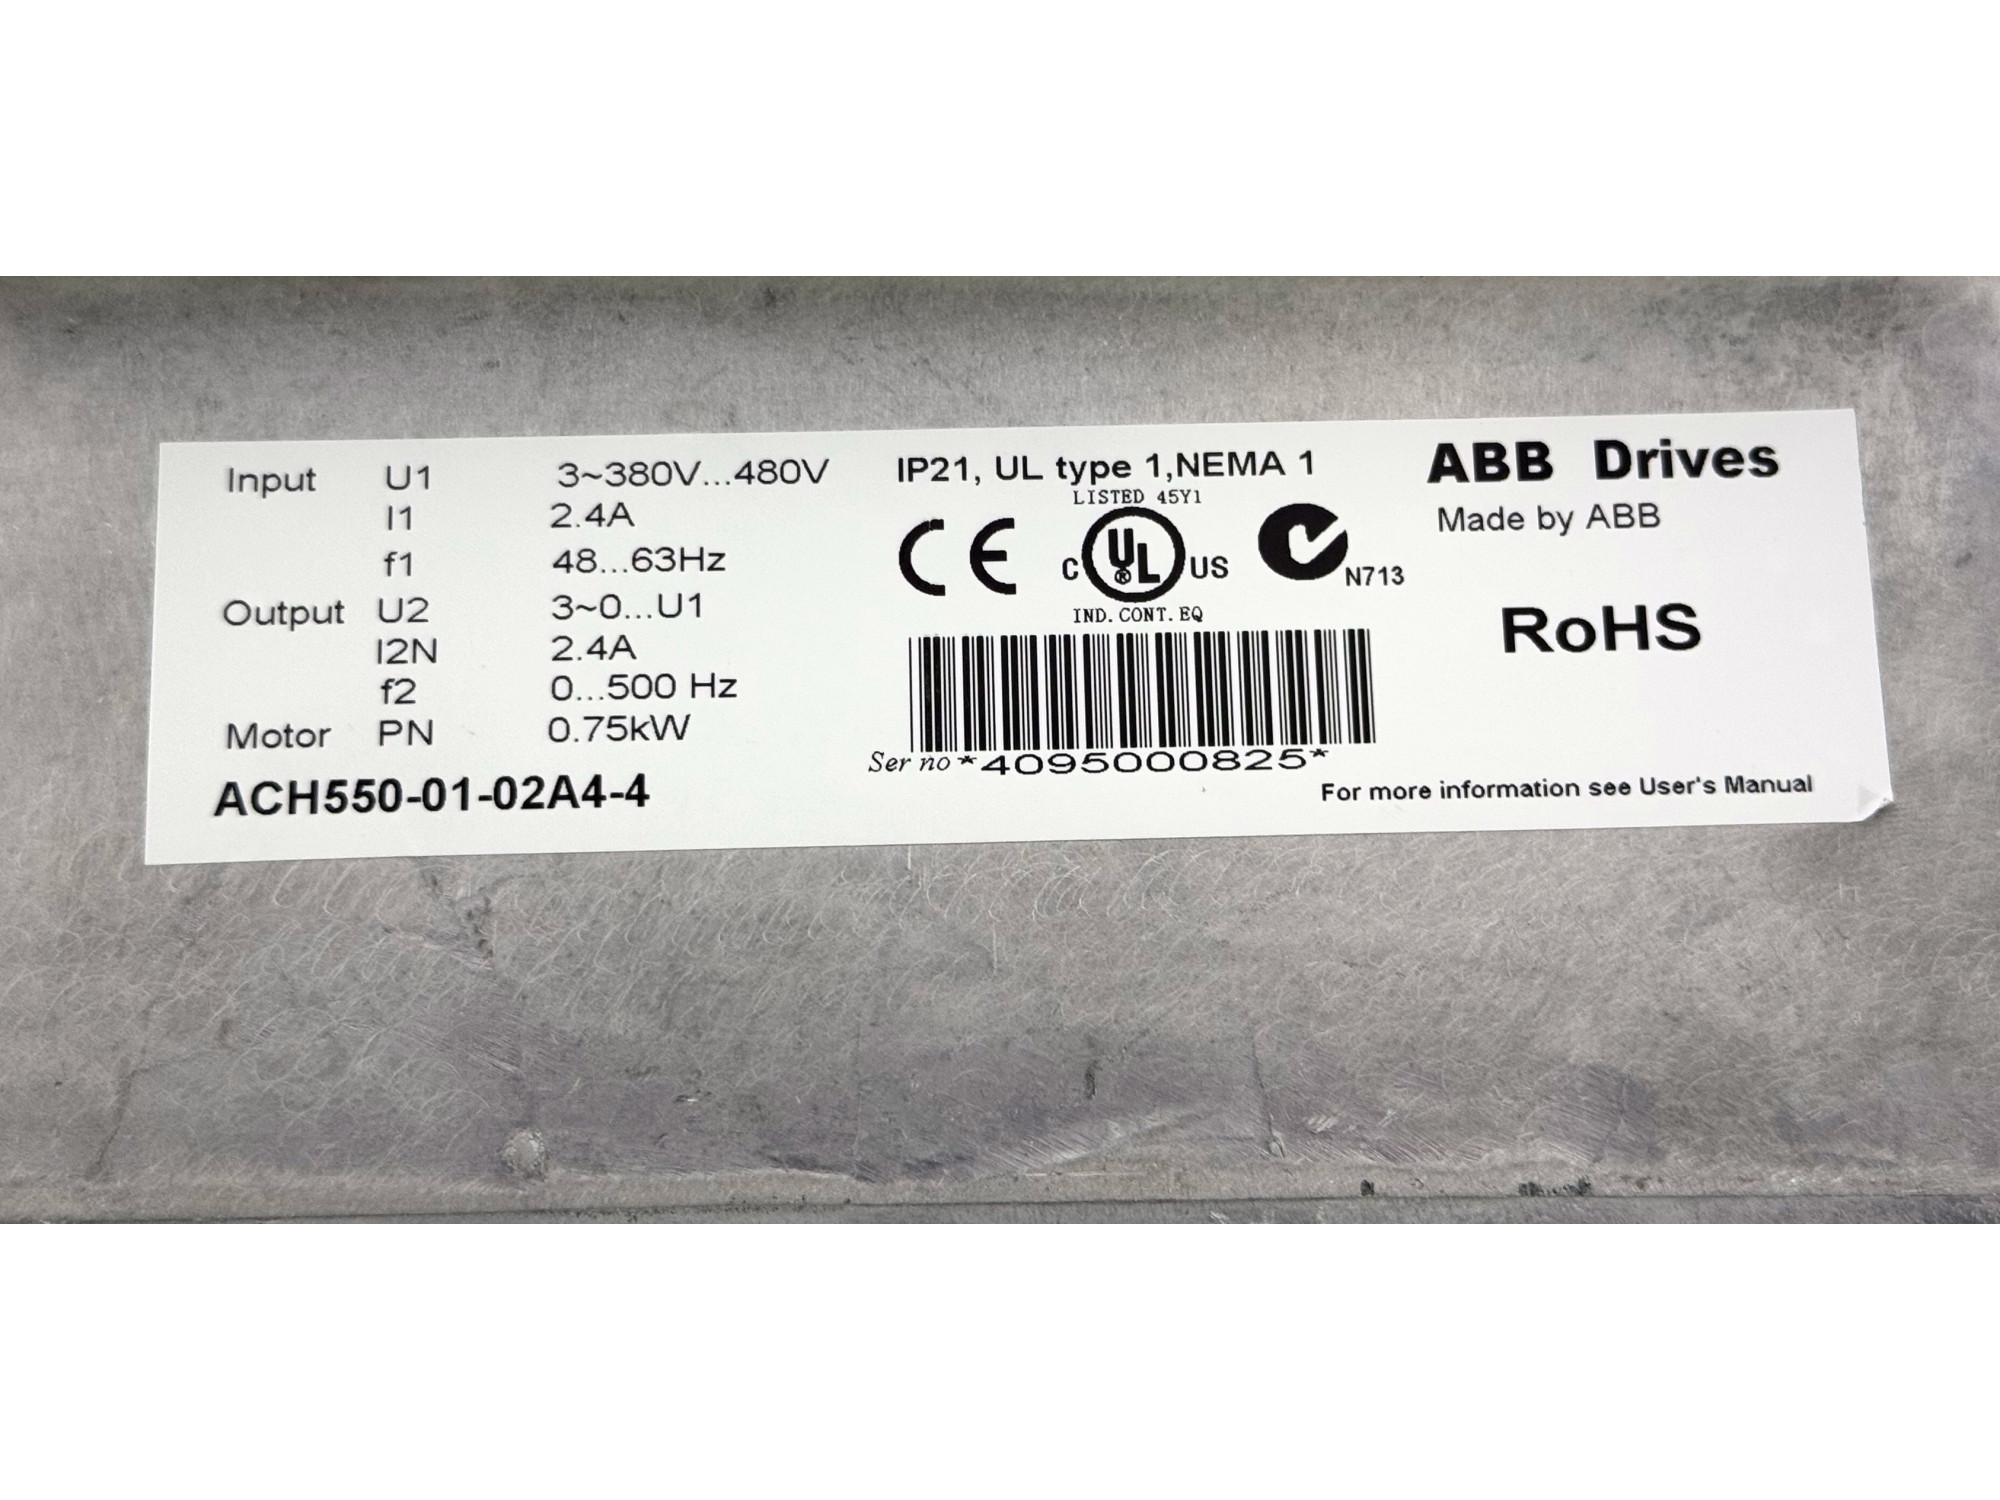 Input U1 3~380V...480V
I1 2.4A
f1 48...63Hz
Output U2 3~0...U1
I2N 2.4A
f2 0...500 Hz
Motor PN 0.75kW
ACH550-01-02A4-4
IP21, UL type 1,NEMA 1
LISTED 45Y1
CE C UL ® US N713
IND. CONT. EQ
Ser no *4095000825*
ABB Drives
Made by ABB
RoHS
For more information see User's Manual